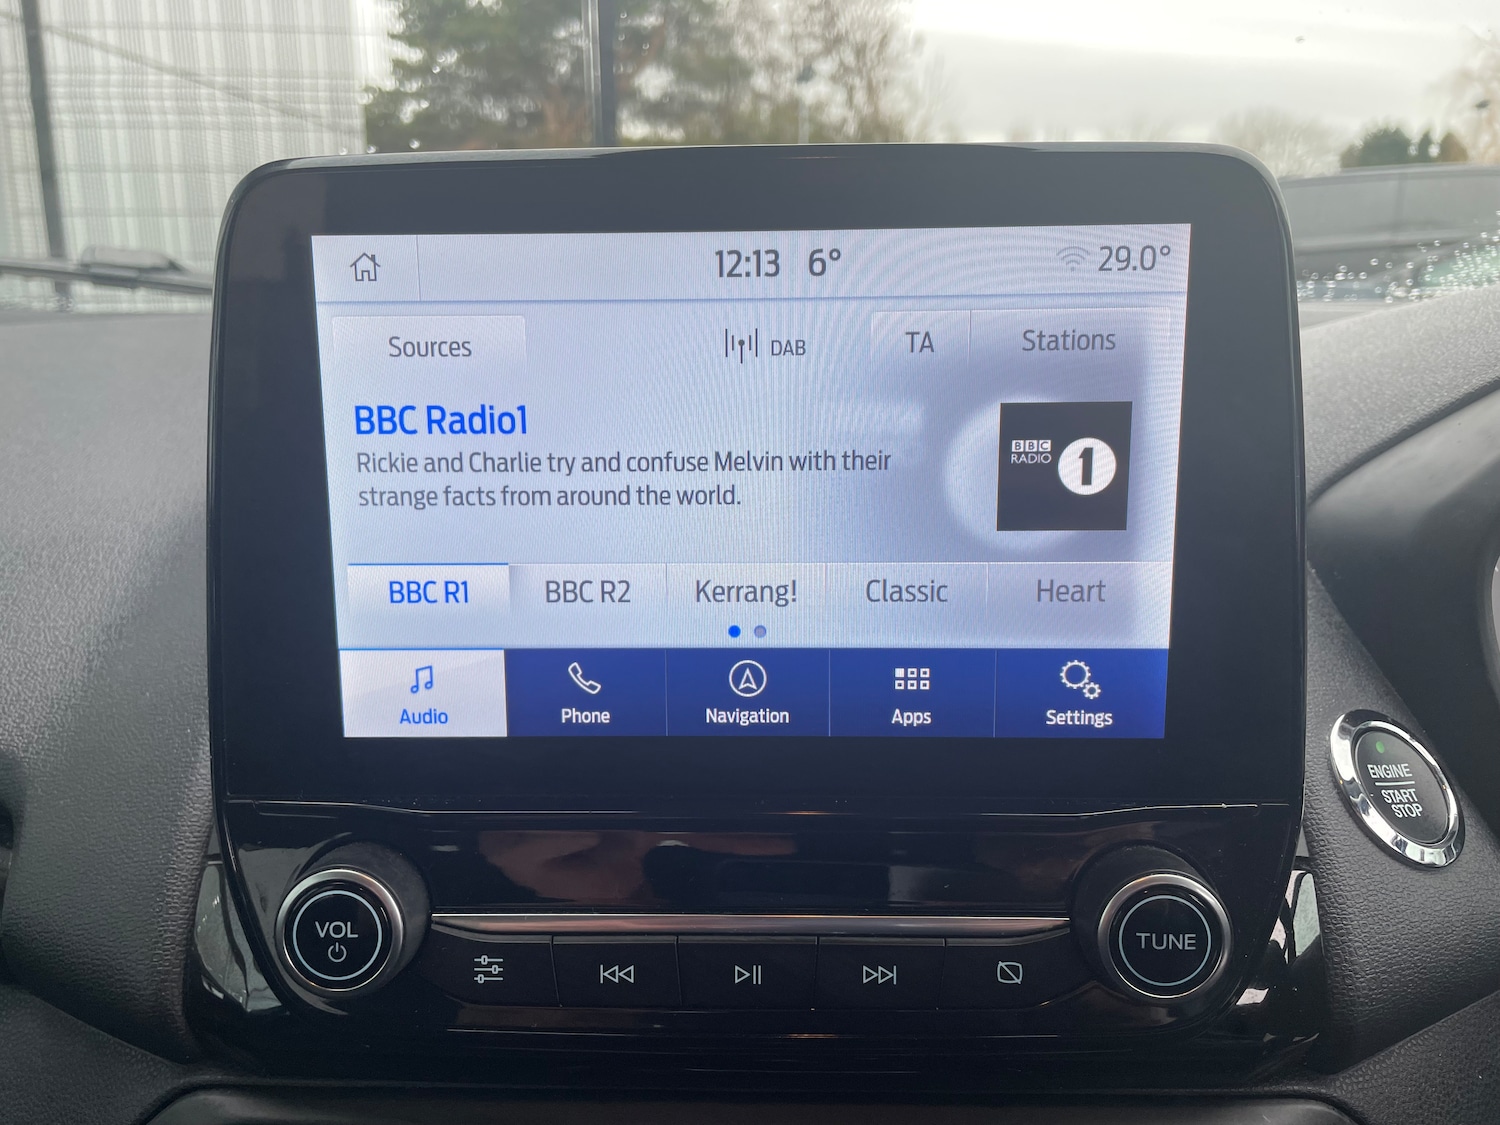 12:13 6° 29.0°
Sources DAB TA Stations
BBC Radio1
Rickie and Charlie try and confuse Melvin with their
strange facts from around the world.
BBC
RADIO 1
BBC R1 BBC R2 Kerrang! Classic Heart
Audio Phone Navigation Apps Settings
ENGINE
START
STOP
VOL
TUNE